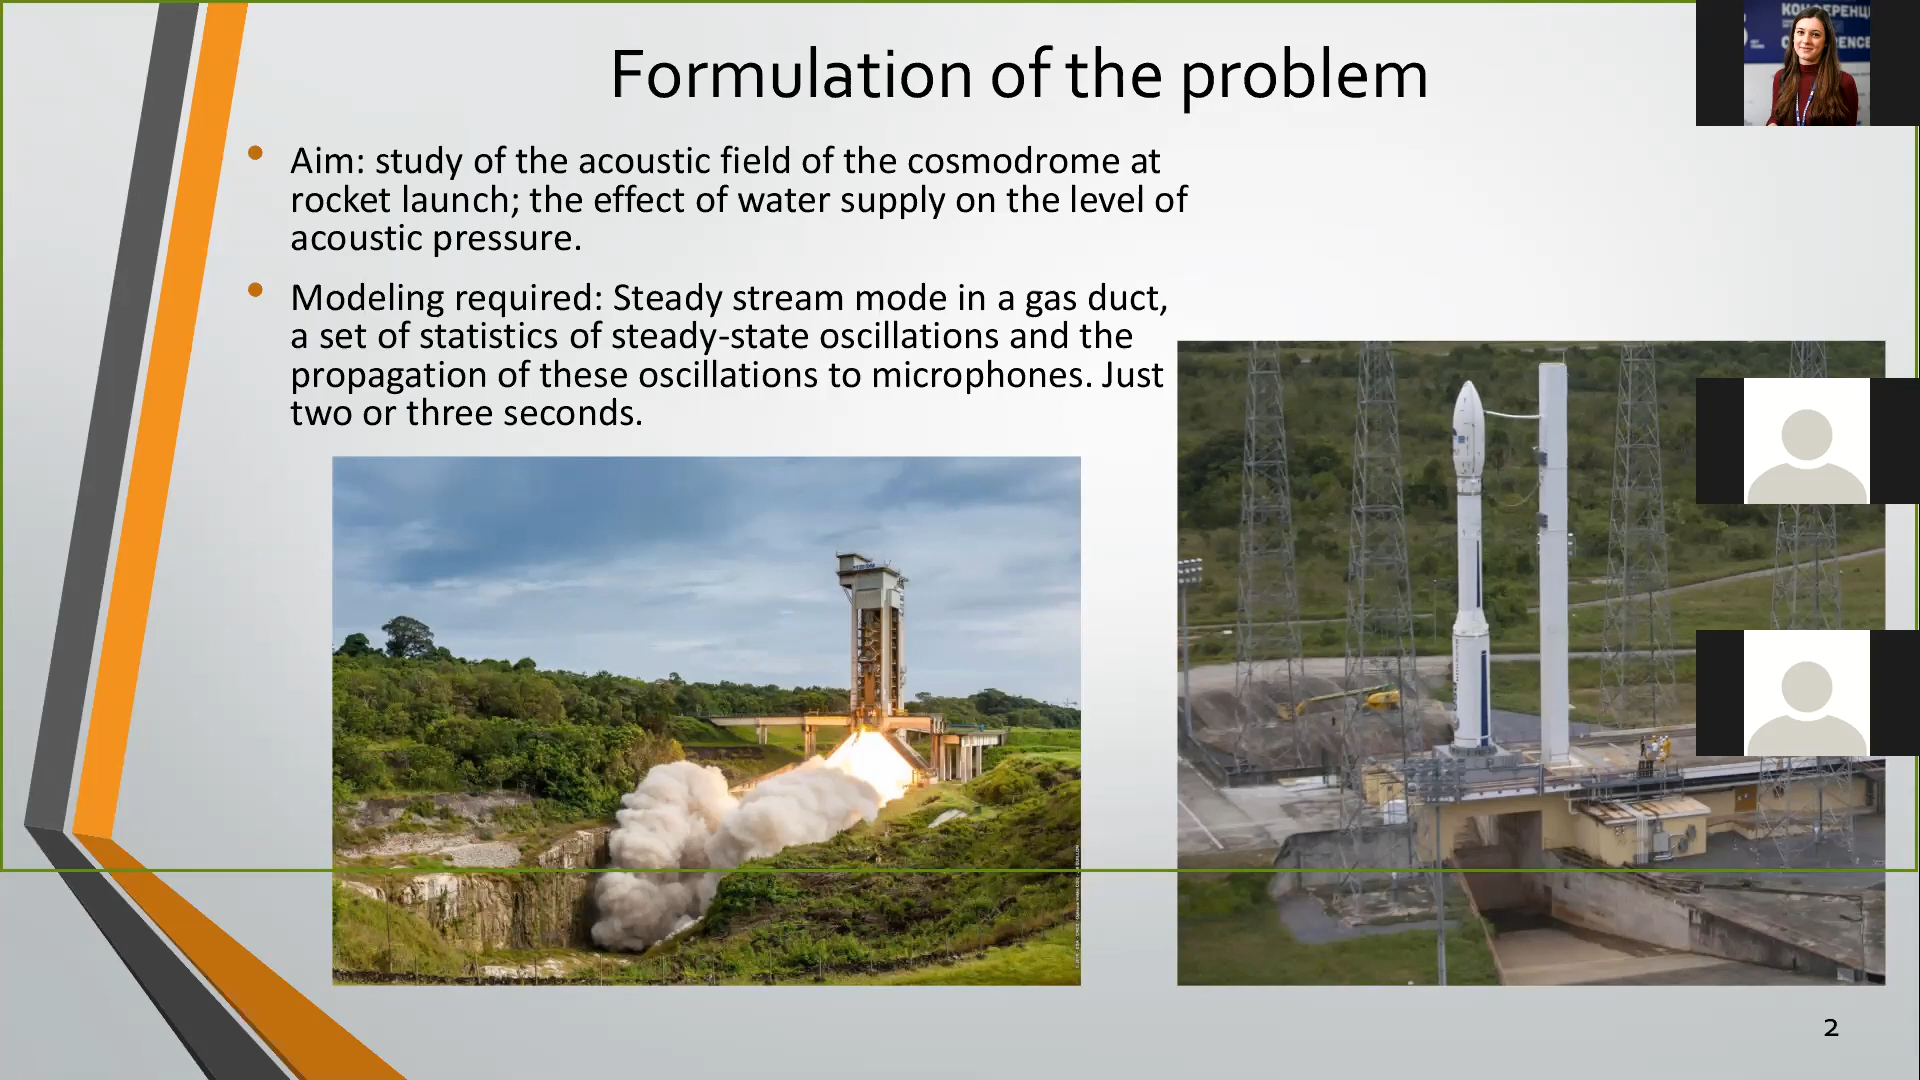 Formulation of the problem
КОНФЕРЕНЦ
Aim: study of the acoustic field of the cosmodrome at
rocket launch; the effect of water supply on the level of
acoustic pressure.
Modeling required: Steady stream mode in a gas duct,
a set of statistics of steady-state oscillations and the
propagation of these oscillations to microphones. Just
two or three seconds.
2